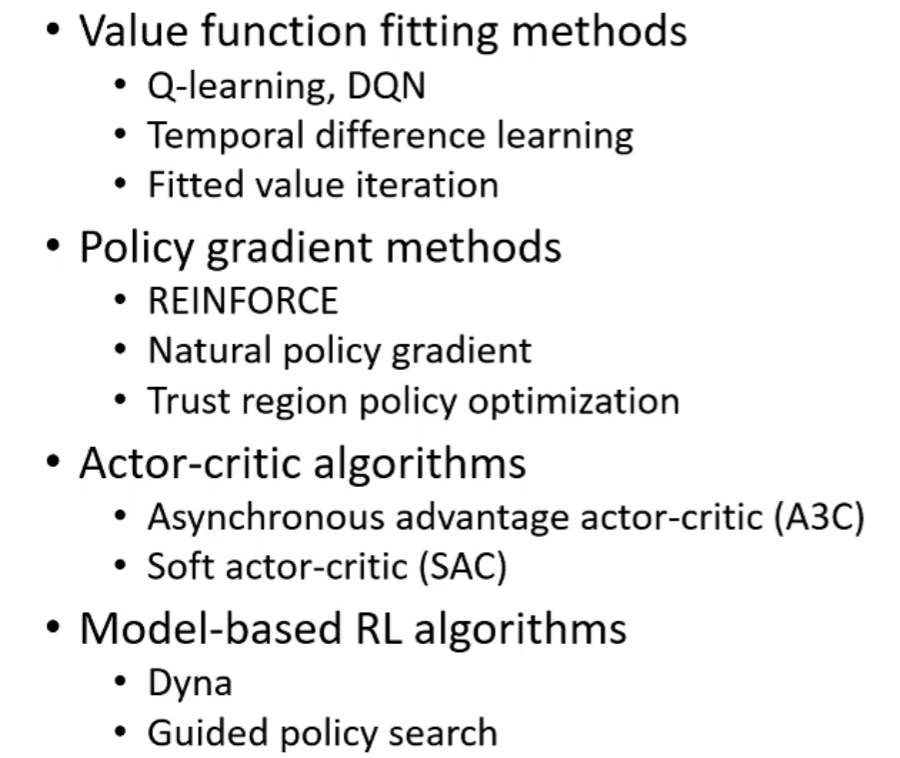 • Value function fitting methods
• Q-learning, DQN
• Temporal difference learning
• Fitted value iteration
• Policy gradient methods
• REINFORCE
• Natural policy gradient
• Trust region policy optimization
• Actor-critic algorithms
• Asynchronous advantage actor-critic (A3C)
• Soft actor-critic (SAC)
• Model-based RL algorithms
• Dyna
• Guided policy search